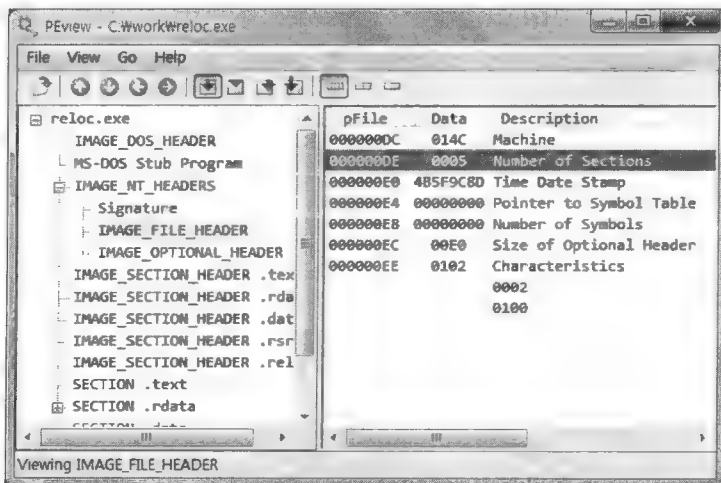 PEview - C:₩work₩reloc.exe
File View Go Help
reloc.exe
IMAGE_DOS_HEADER
MS-DOS Stub Program
IMAGE_NT_HEADERS
Signature
IMAGE_FILE_HEADER
IMAGE_OPTIONAL_HEADER
IMAGE_SECTION_HEADER .tex
IMAGE_SECTION_HEADER .rda
IMAGE_SECTION_HEADER .dat
IMAGE_SECTION_HEADER .rsr
IMAGE_SECTION_HEADER .rel
SECTION .text
SECTION .rdata
pFile Data Description
000000DC 014C Machine
000000DE 0005 Number of Sections
000000E0 4B5F9C8D Time Date Stamp
000000E4 00000000 Pointer to Symbol Table
000000E8 00000000 Number of Symbols
000000EC 00E0 Size of Optional Header
000000EE 0102 Characteristics
0002
0100
Viewing IMAGE_FILE_HEADER